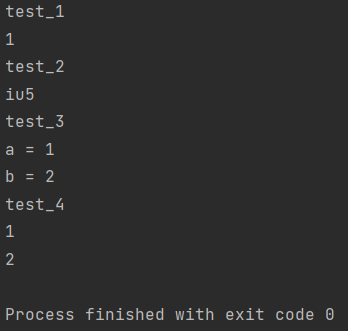 test_1
1
test_2
iu5
test_3
a = 1
b = 2
test_4
1
2
Process finished with exit code 0